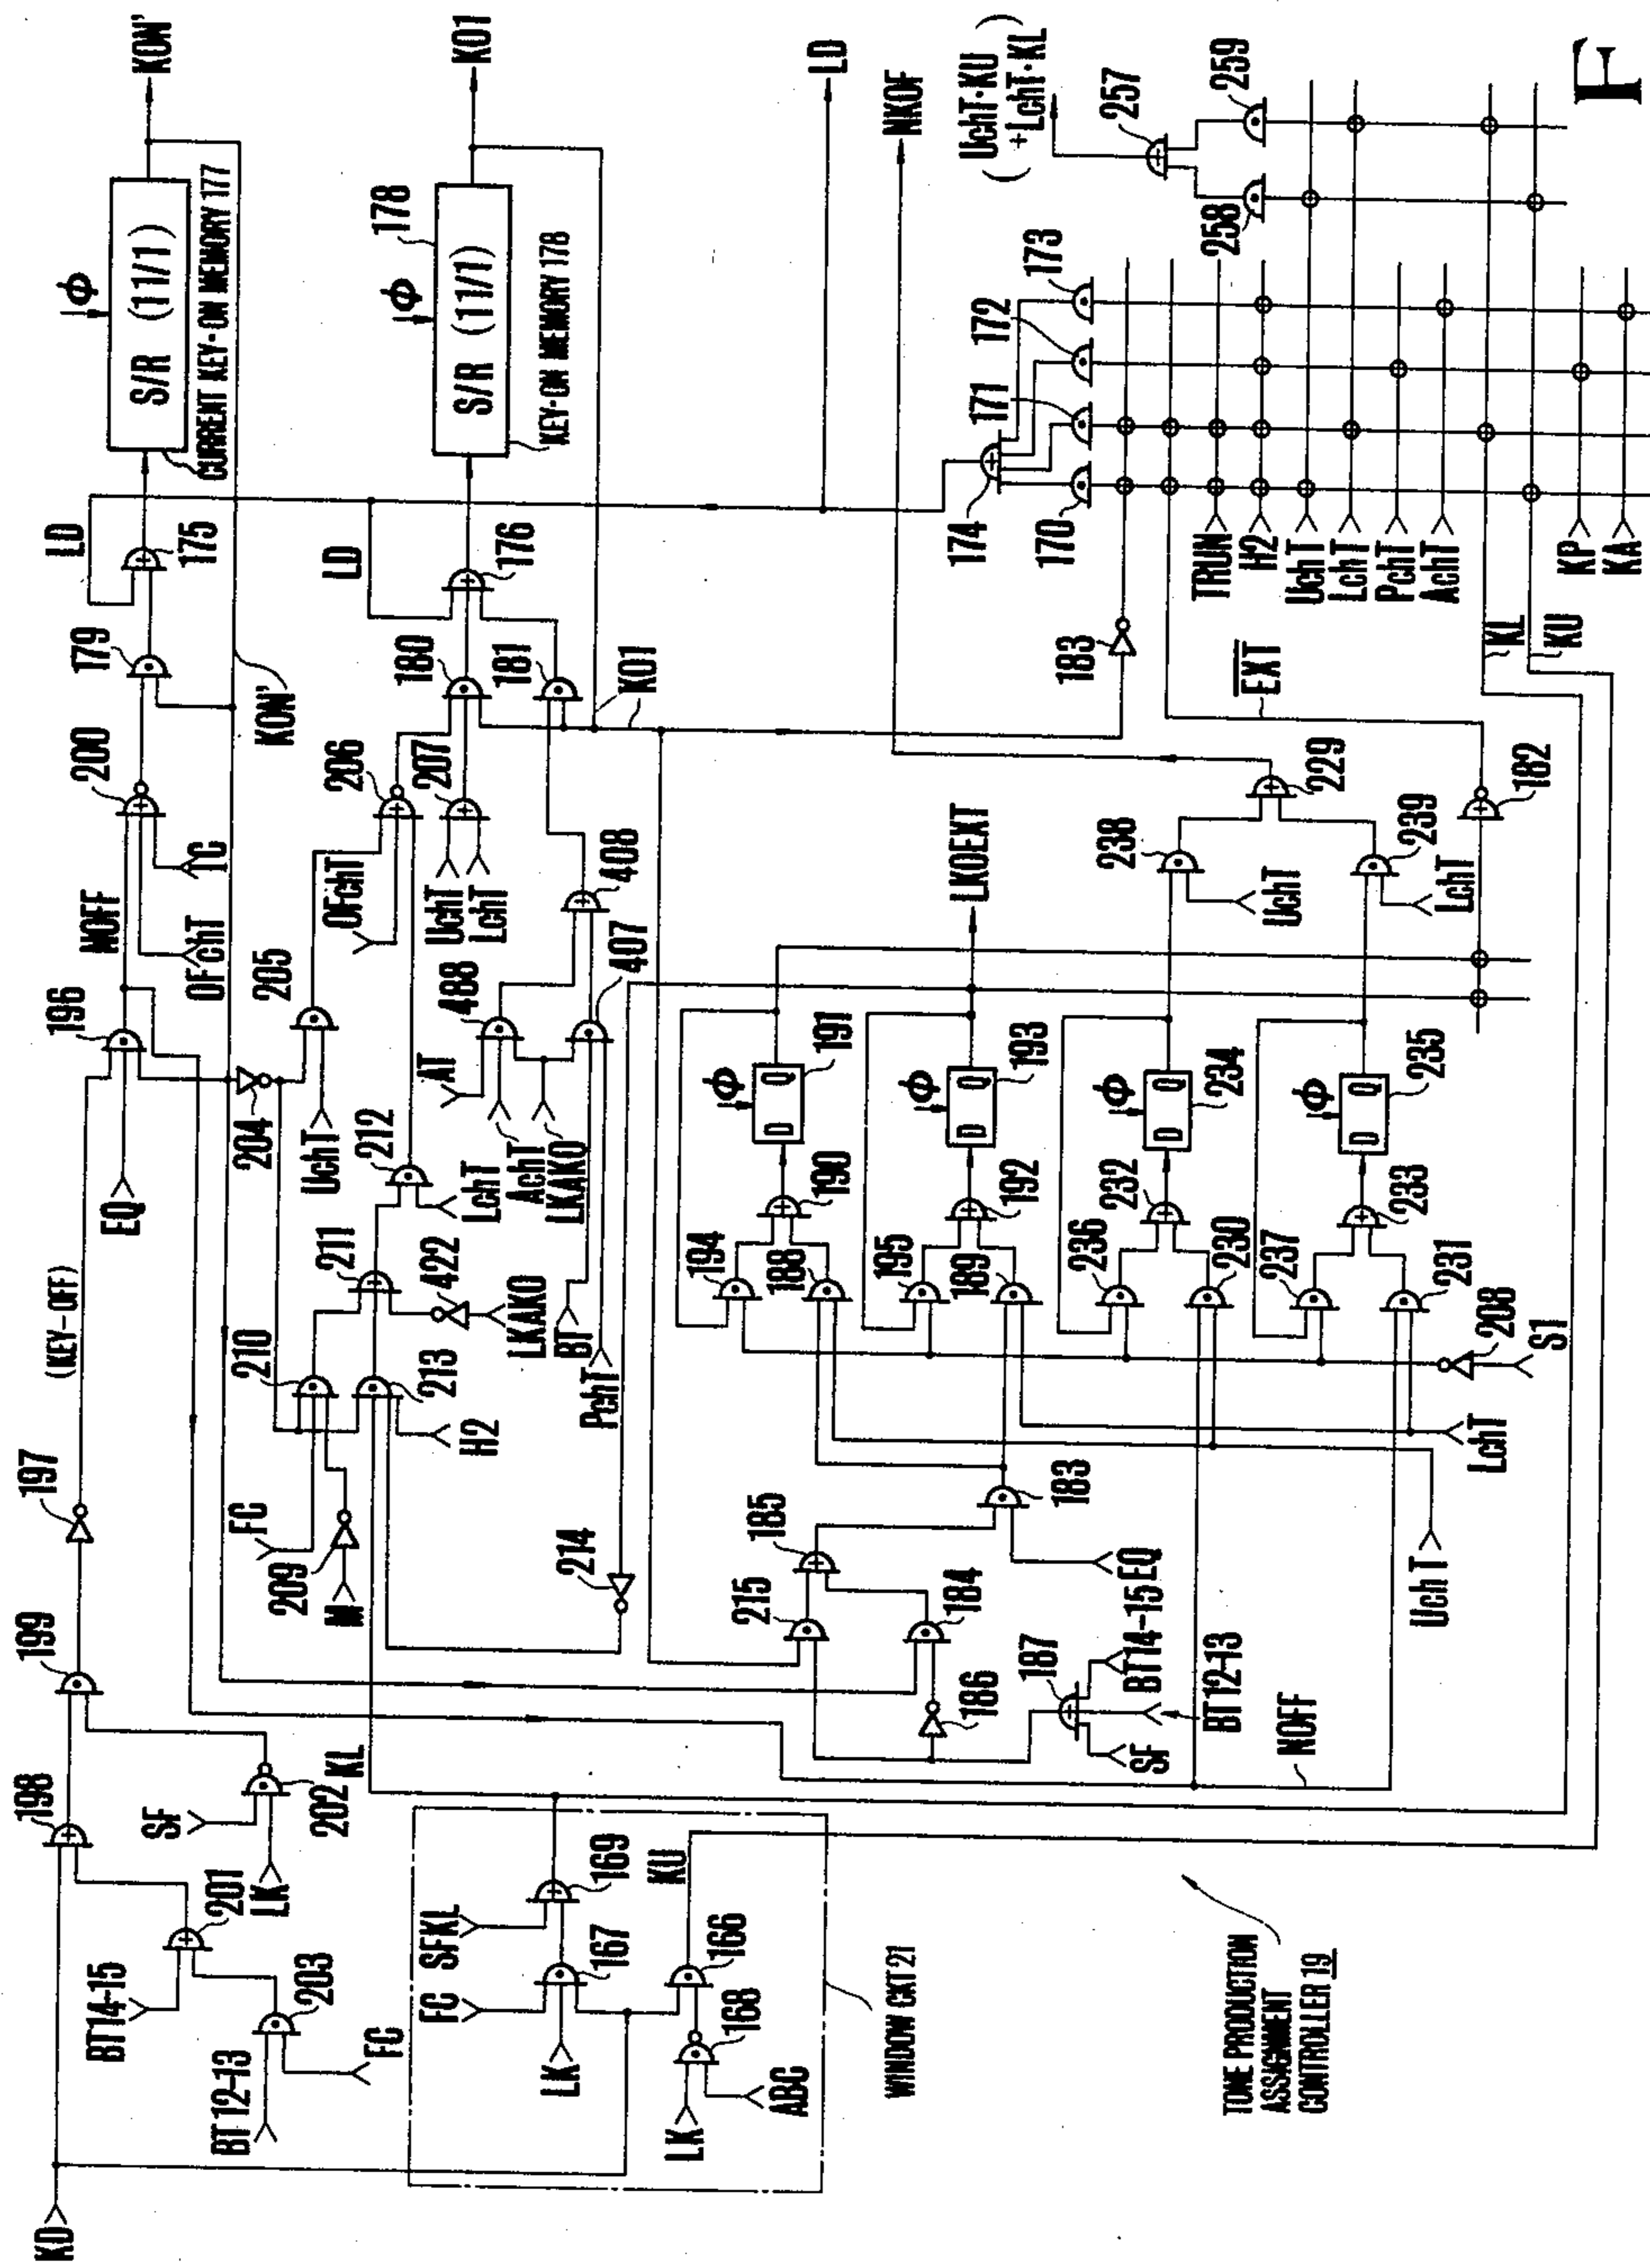 KD
BT14-15
BT12-13
203
FC
201
198
SF
LK
202
KL
199
197
(KEY-OFF)
EQ
196
NOFF
OFchT
TC
200
179
LD
175
Φ
S/R (11/1)
CURRENT KEY-ON MEMORY 177
KON'
KON'
FC
209
M
210
213
H2
211
422
LKAKO
BT
PchT
212
LchT
204
UchT
205
OFchT
206
UchT
LchT
207
AT
AchT
LKAKO
488
407
408
180
181
LD
176
Φ
178
S/R (11/1)
KEY-ON MEMORY 178
KO1
KO1
214
FC
SFKL
LK
167
169
KU
LK
ABC
168
166
WINDOW CKT 21
215
185
184
186
187
SF
BT12-13
BT14-15
EQ
183
NOFF
UchT
LchT
S1
208
194
188
190
Φ
D Q
191
195
189
192
Φ
D Q
193
LKOEXT
236
230
232
Φ
D Q
234
237
231
233
Φ
D Q
235
238
UchT
239
LchT
229
NKOF
182
EXT
183
LD
174
170
171
172
173
TRUN
H2
UchT
LchT
PchT
AchT
KL
KU
KP
KA
257
258
259
(UchT·KU
+LchT·KL)
TONE PRODUCTION
ASSIGNMENT
CONTROLLER 19
F